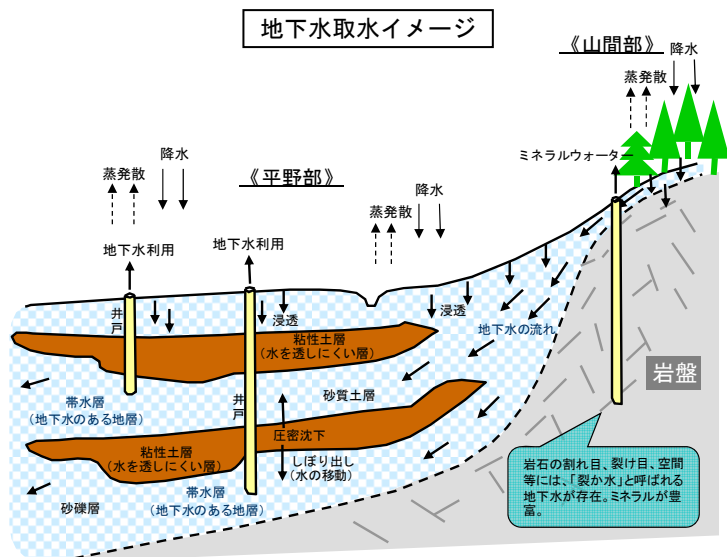 地下水取水イメージ
《山間部》
降水
蒸発散
ミネラルウォーター
降水
蒸発散
《平野部》
降水
蒸発散
地下水利用
地下水利用
井戸
浸透
浸透
地下水の流れ
粘性土層
(水を透しにくい層)
岩盤
砂質土層
帯水層
(地下水のある地層)
井戸
圧密沈下
粘性土層
(水を透しにくい層)
しぼり出し
(水の移動)
帯水層
(地下水のある地層)
砂礫層
岩石の割れ目、裂け目、空間
等には、「裂か水」と呼ばれる
地下水が存在。ミネラルが豊
富。